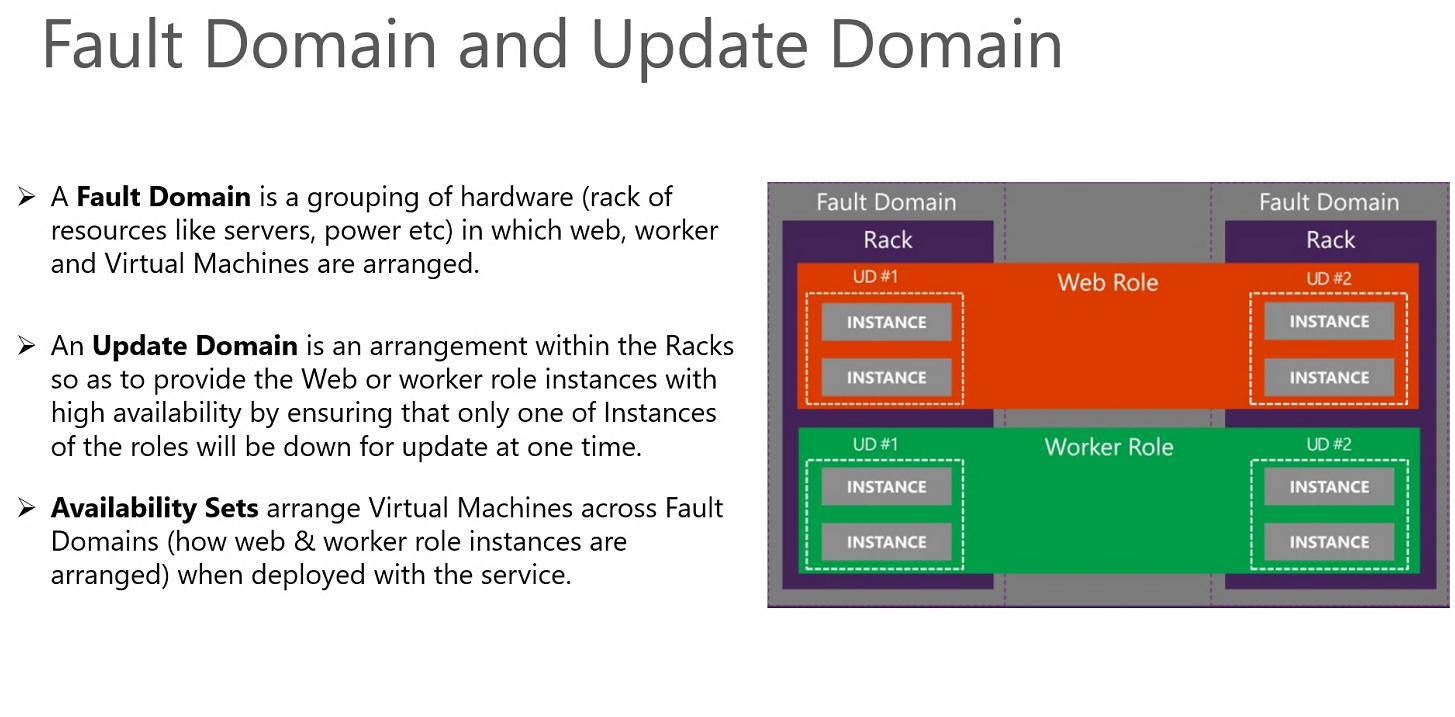 Fault Domain and Update Domain
➢ A Fault Domain is a grouping of hardware (rack of
resources like servers, power etc) in which web, worker
and Virtual Machines are arranged.
➢ An Update Domain is an arrangement within the Racks
so as to provide the Web or worker role instances with
high availability by ensuring that only one of Instances
of the roles will be down for update at one time.
➢ Availability Sets arrange Virtual Machines across Fault
Domains (how web & worker role instances are
arranged) when deployed with the service.
Fault Domain
Fault Domain
Rack
Rack
UD #1
Web Role
UD #2
INSTANCE
INSTANCE
INSTANCE
INSTANCE
UD #1
Worker Role
UD #2
INSTANCE
INSTANCE
INSTANCE
INSTANCE